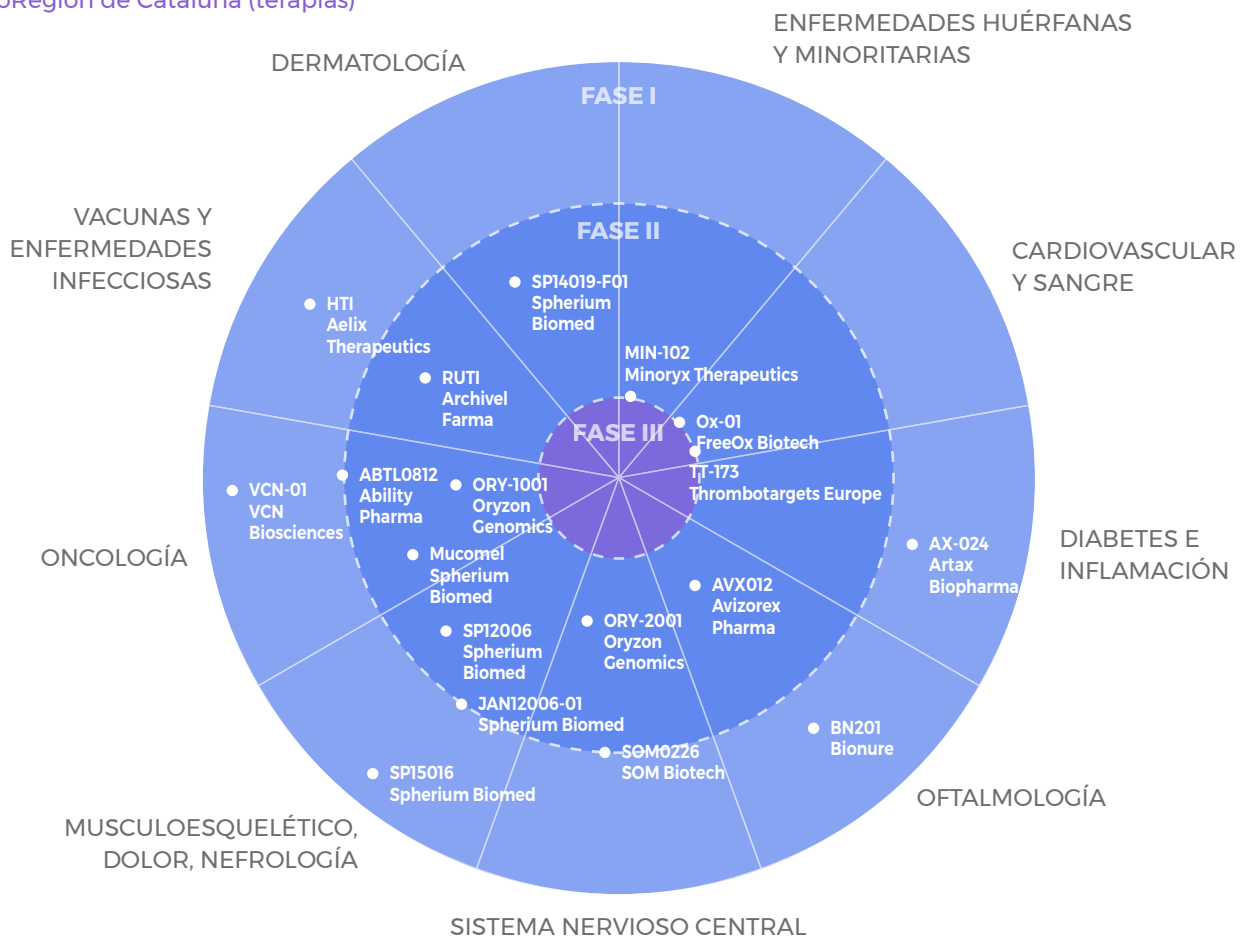 oRegión de Cataluña (terapias)
ENFERMEDADES HUÉRFANAS
Y MINORITARIAS
DERMATOLOGÍA
FASE I
VACUNAS Y
ENFERMEDADES
INFECCIOSAS
FASE II
CARDIOVASCULAR
Y SANGRE
SP14019-F01
Spherium
Biomed
HTI
Aelix
Therapeutics
MIN-102
Minoryx Therapeutics
RUTI
Archivel
Farma
Ox-01
FreeOx Biotech
FASE III
TT-173
Thrombotargets Europe
ABTL0812
Ability
Pharma
ORY-1001
Oryzon
Genomics
VCN-01
VCN
Biosciences
ONCOLOGÍA
DIABETES E
INFLAMACIÓN
AX-024
Artax
Biopharma
Mucomel
Spherium
Biomed
AVX012
Avizorex
Pharma
ORY-2001
Oryzon
Genomics
SP12006
Spherium
Biomed
JAN12006-01
Spherium Biomed
BN201
Bionure
SOM0226
SOM Biotech
SP15016
Spherium Biomed
OFTALMOLOGÍA
MUSCULOESQUELÉTICO,
DOLOR, NEFROLOGÍA
SISTEMA NERVIOSO CENTRAL